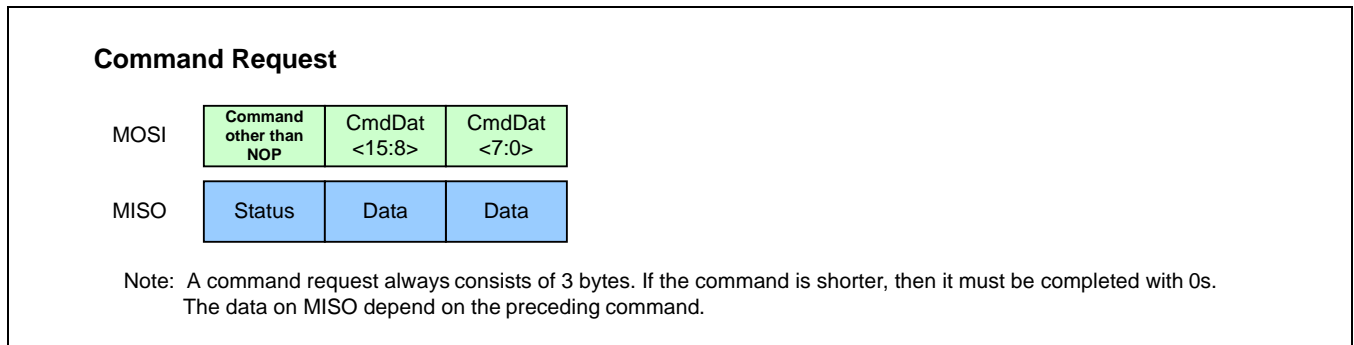 Command Request
MOSI
Command
other than
NOP
CmdDat
<15:8>
CmdDat
<7:0>
MISO
Status
Data
Data
Note: A command request always consists of 3 bytes. If the command is shorter, then it must be completed with 0s.
The data on MISO depend on the preceding command.